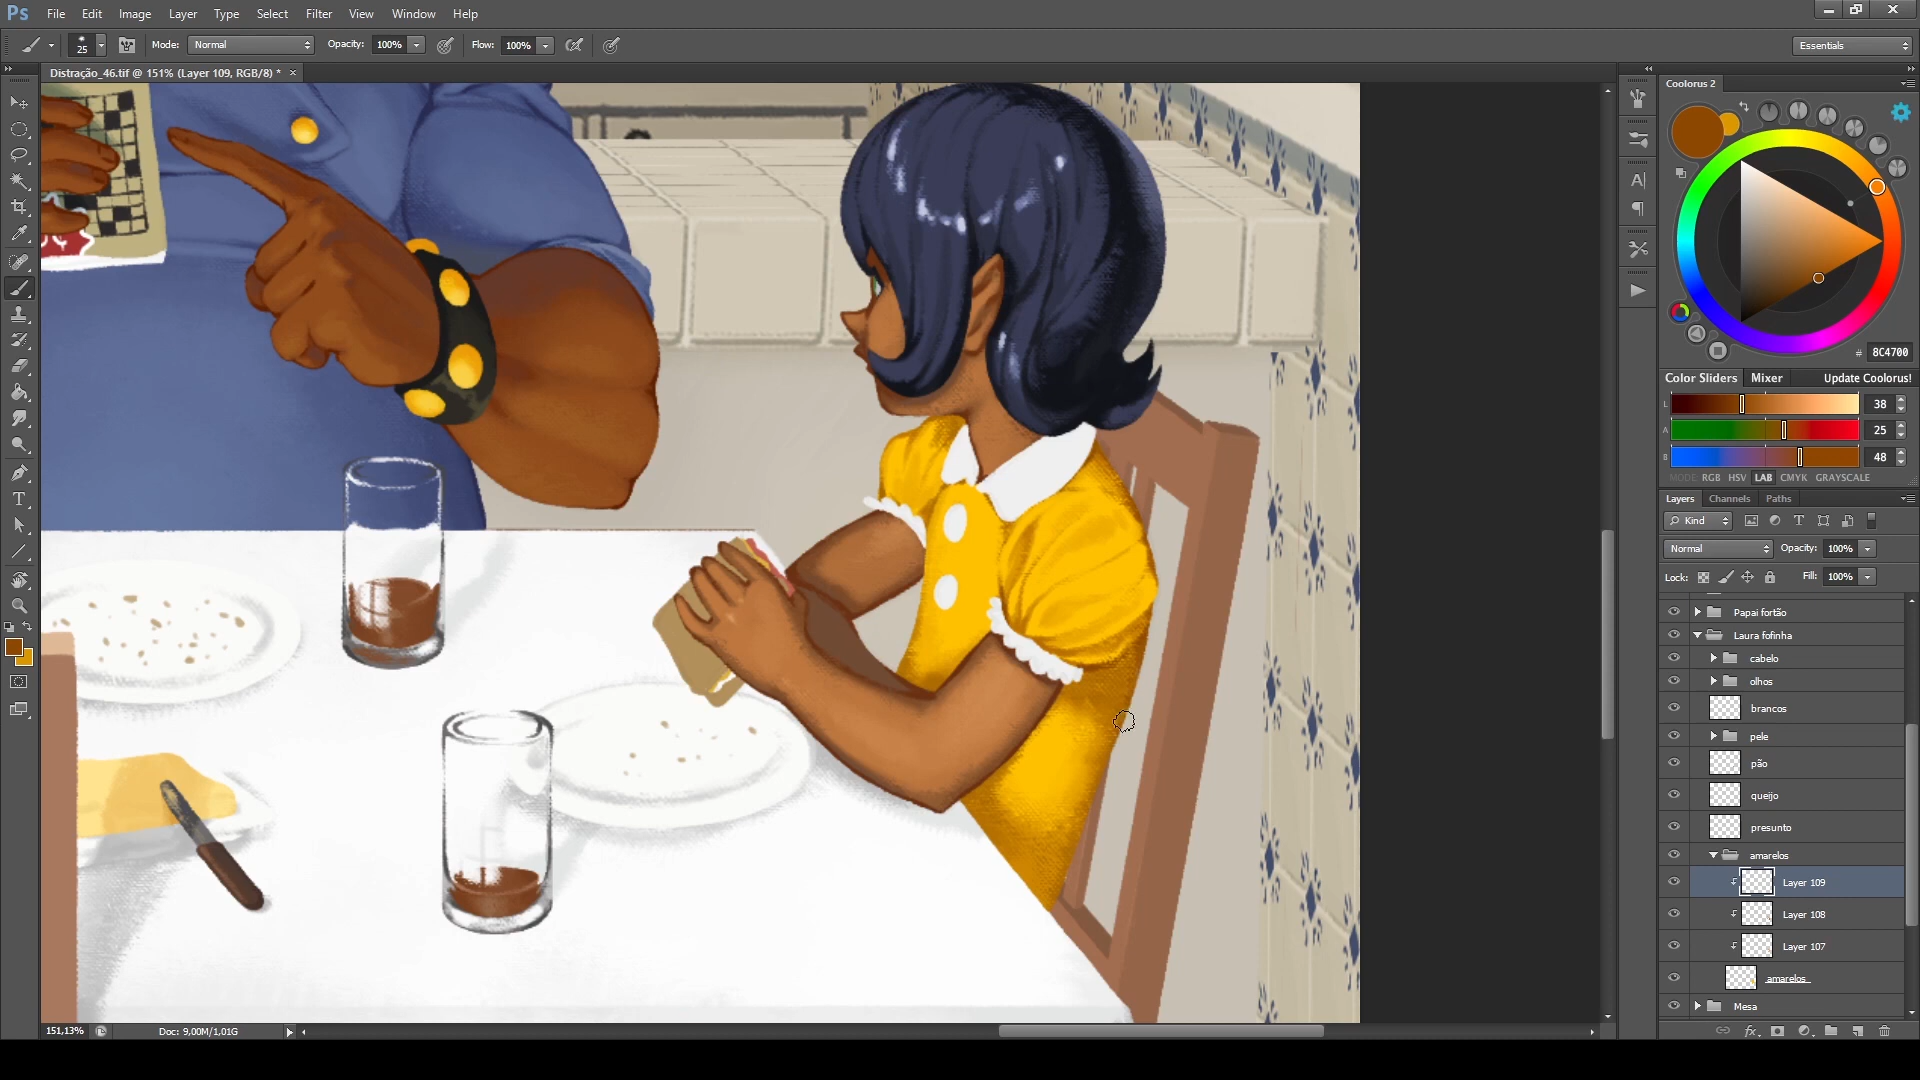 Ps File Edit Image Layer Type Select Filter View Window Help
25 Mode: Normal Opacity: 100% Flow: 100% Essentials
Distração_46.tif @ 151% (Layer 109, RGB/8) * ×
Coolorus 2
# 8C4700
Color Sliders Mixer Update Coolorus!
L 38
A 25
B 48
MODE RGB HSV LAB CMYK GRAYSCALE
Layers Channels Paths
Kind
Normal Opacity: 100%
Lock: Fill: 100%
Papai fortão
Laura fofinha
cabelo
olhos
brancos
pele
pão
queijo
presunto
amarelos
Layer 109
Layer 108
Layer 107
amarelos
Mesa
151,13% Doc: 9,00M/1,01G